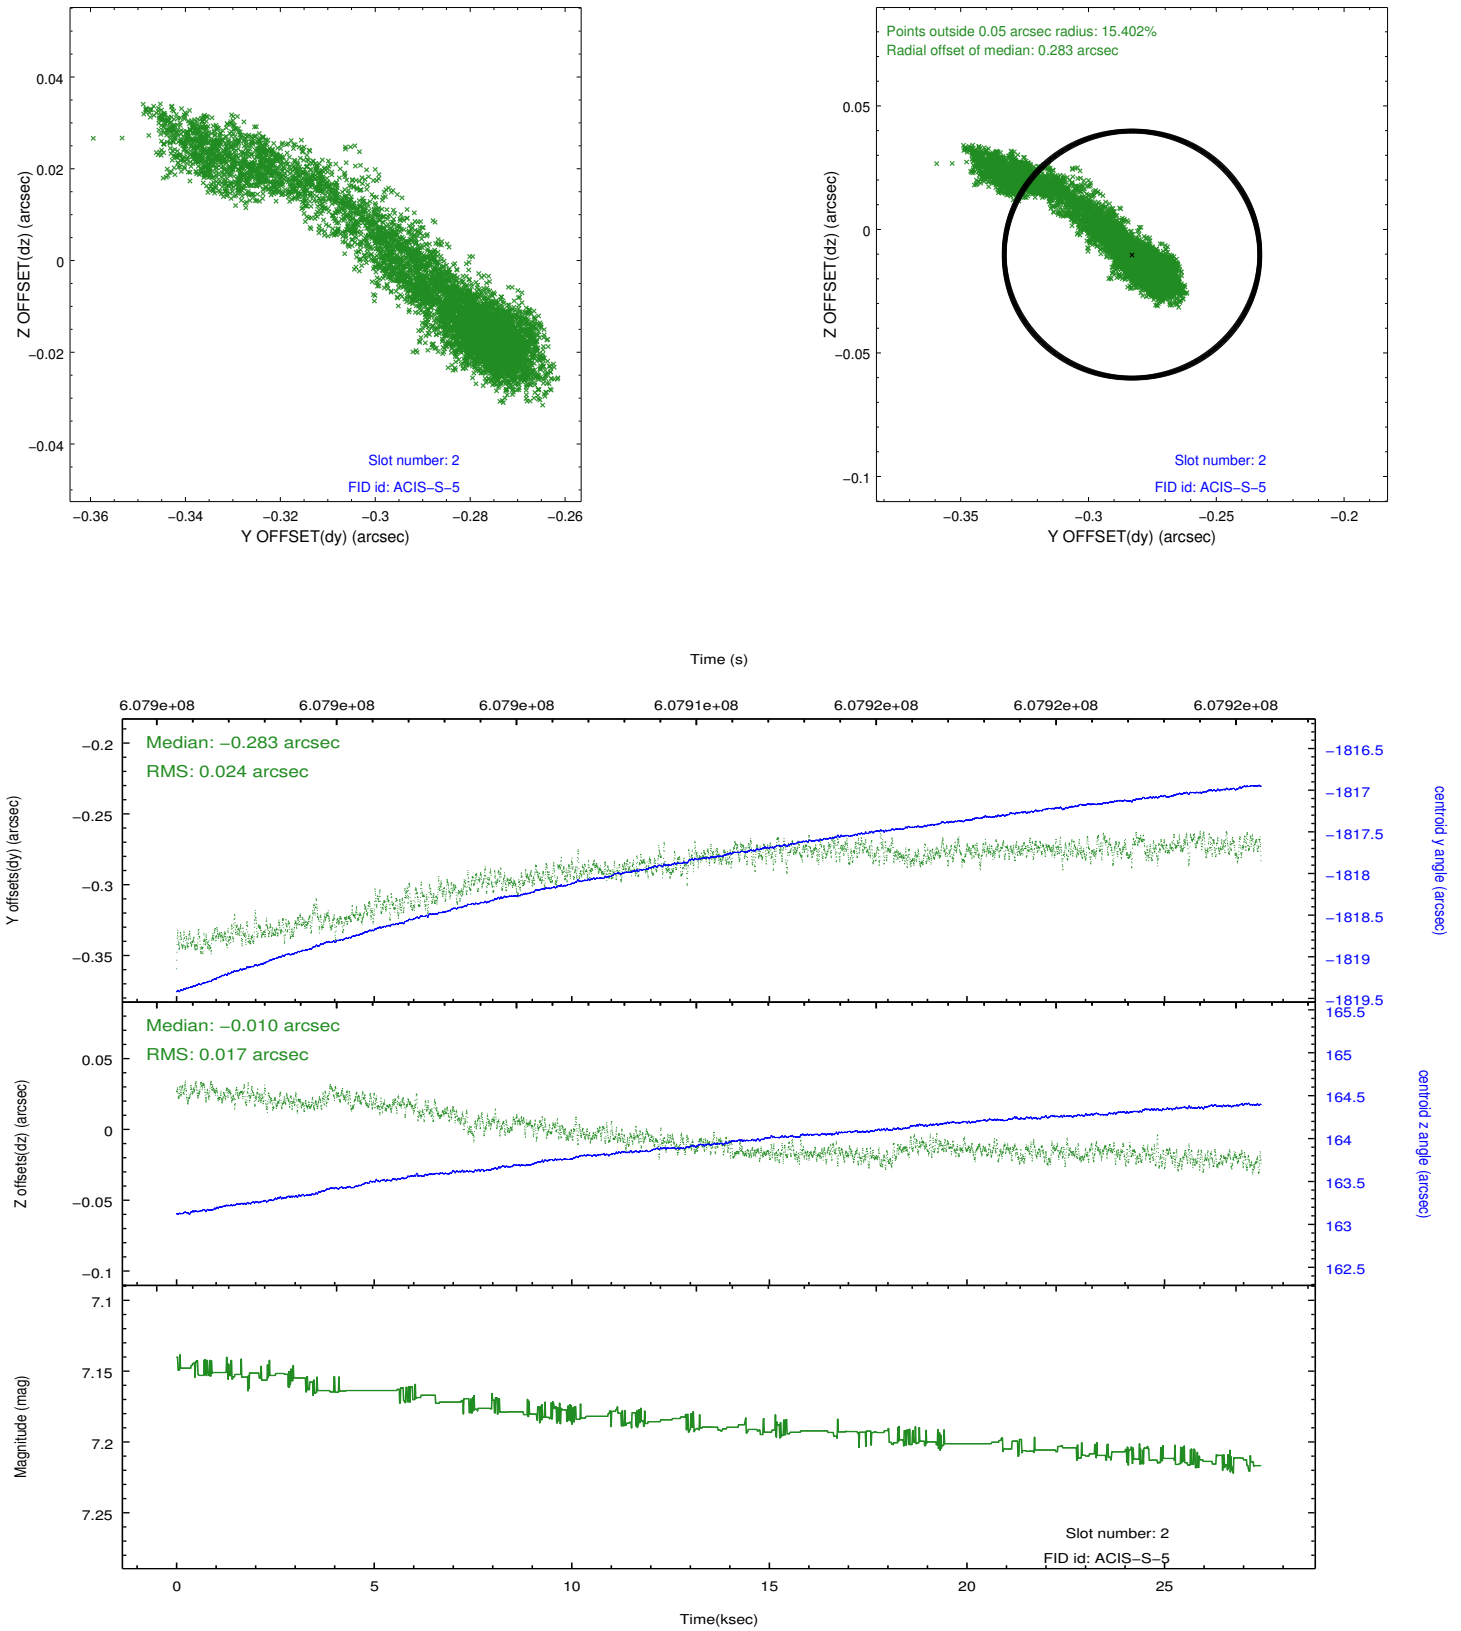 0.04
0.02
0
−0.02
−0.04
Z OFFSET(dz) (arcsec)
Slot number: 2
FID id: ACIS−S−5
−0.36 −0.34 −0.32 −0.3 −0.28 −0.26
Y OFFSET(dy) (arcsec)
Points outside 0.05 arcsec radius: 15.402%
Radial offset of median: 0.283 arcsec
0.05
0
−0.05
−0.1
Z OFFSET(dz) (arcsec)
Slot number: 2
FID id: ACIS−S−5
−0.35 −0.3 −0.25 −0.2
Y OFFSET(dy) (arcsec)
Time (s)
6.079e+08 6.079e+08 6.079e+08 6.0791e+08 6.0792e+08 6.0792e+08 6.0792e+08
Median: −0.283 arcsec
RMS: 0.024 arcsec
−0.2
−0.25
−0.3
−0.35
Y offsets(dy) (arcsec)
−1816.5
−1817
−1817.5
−1818
−1818.5
−1819
−1819.5
centroid y angle (arcsec)
Median: −0.010 arcsec
RMS: 0.017 arcsec
0.05
0
−0.05
−0.1
Z offsets(dz) (arcsec)
165.5
165
164.5
164
163.5
163
162.5
centroid z angle (arcsec)
7.1
7.15
7.2
7.25
Magnitude (mag)
Slot number: 2
FID id: ACIS−S−5
0 5 10 15 20 25
Time(ksec)